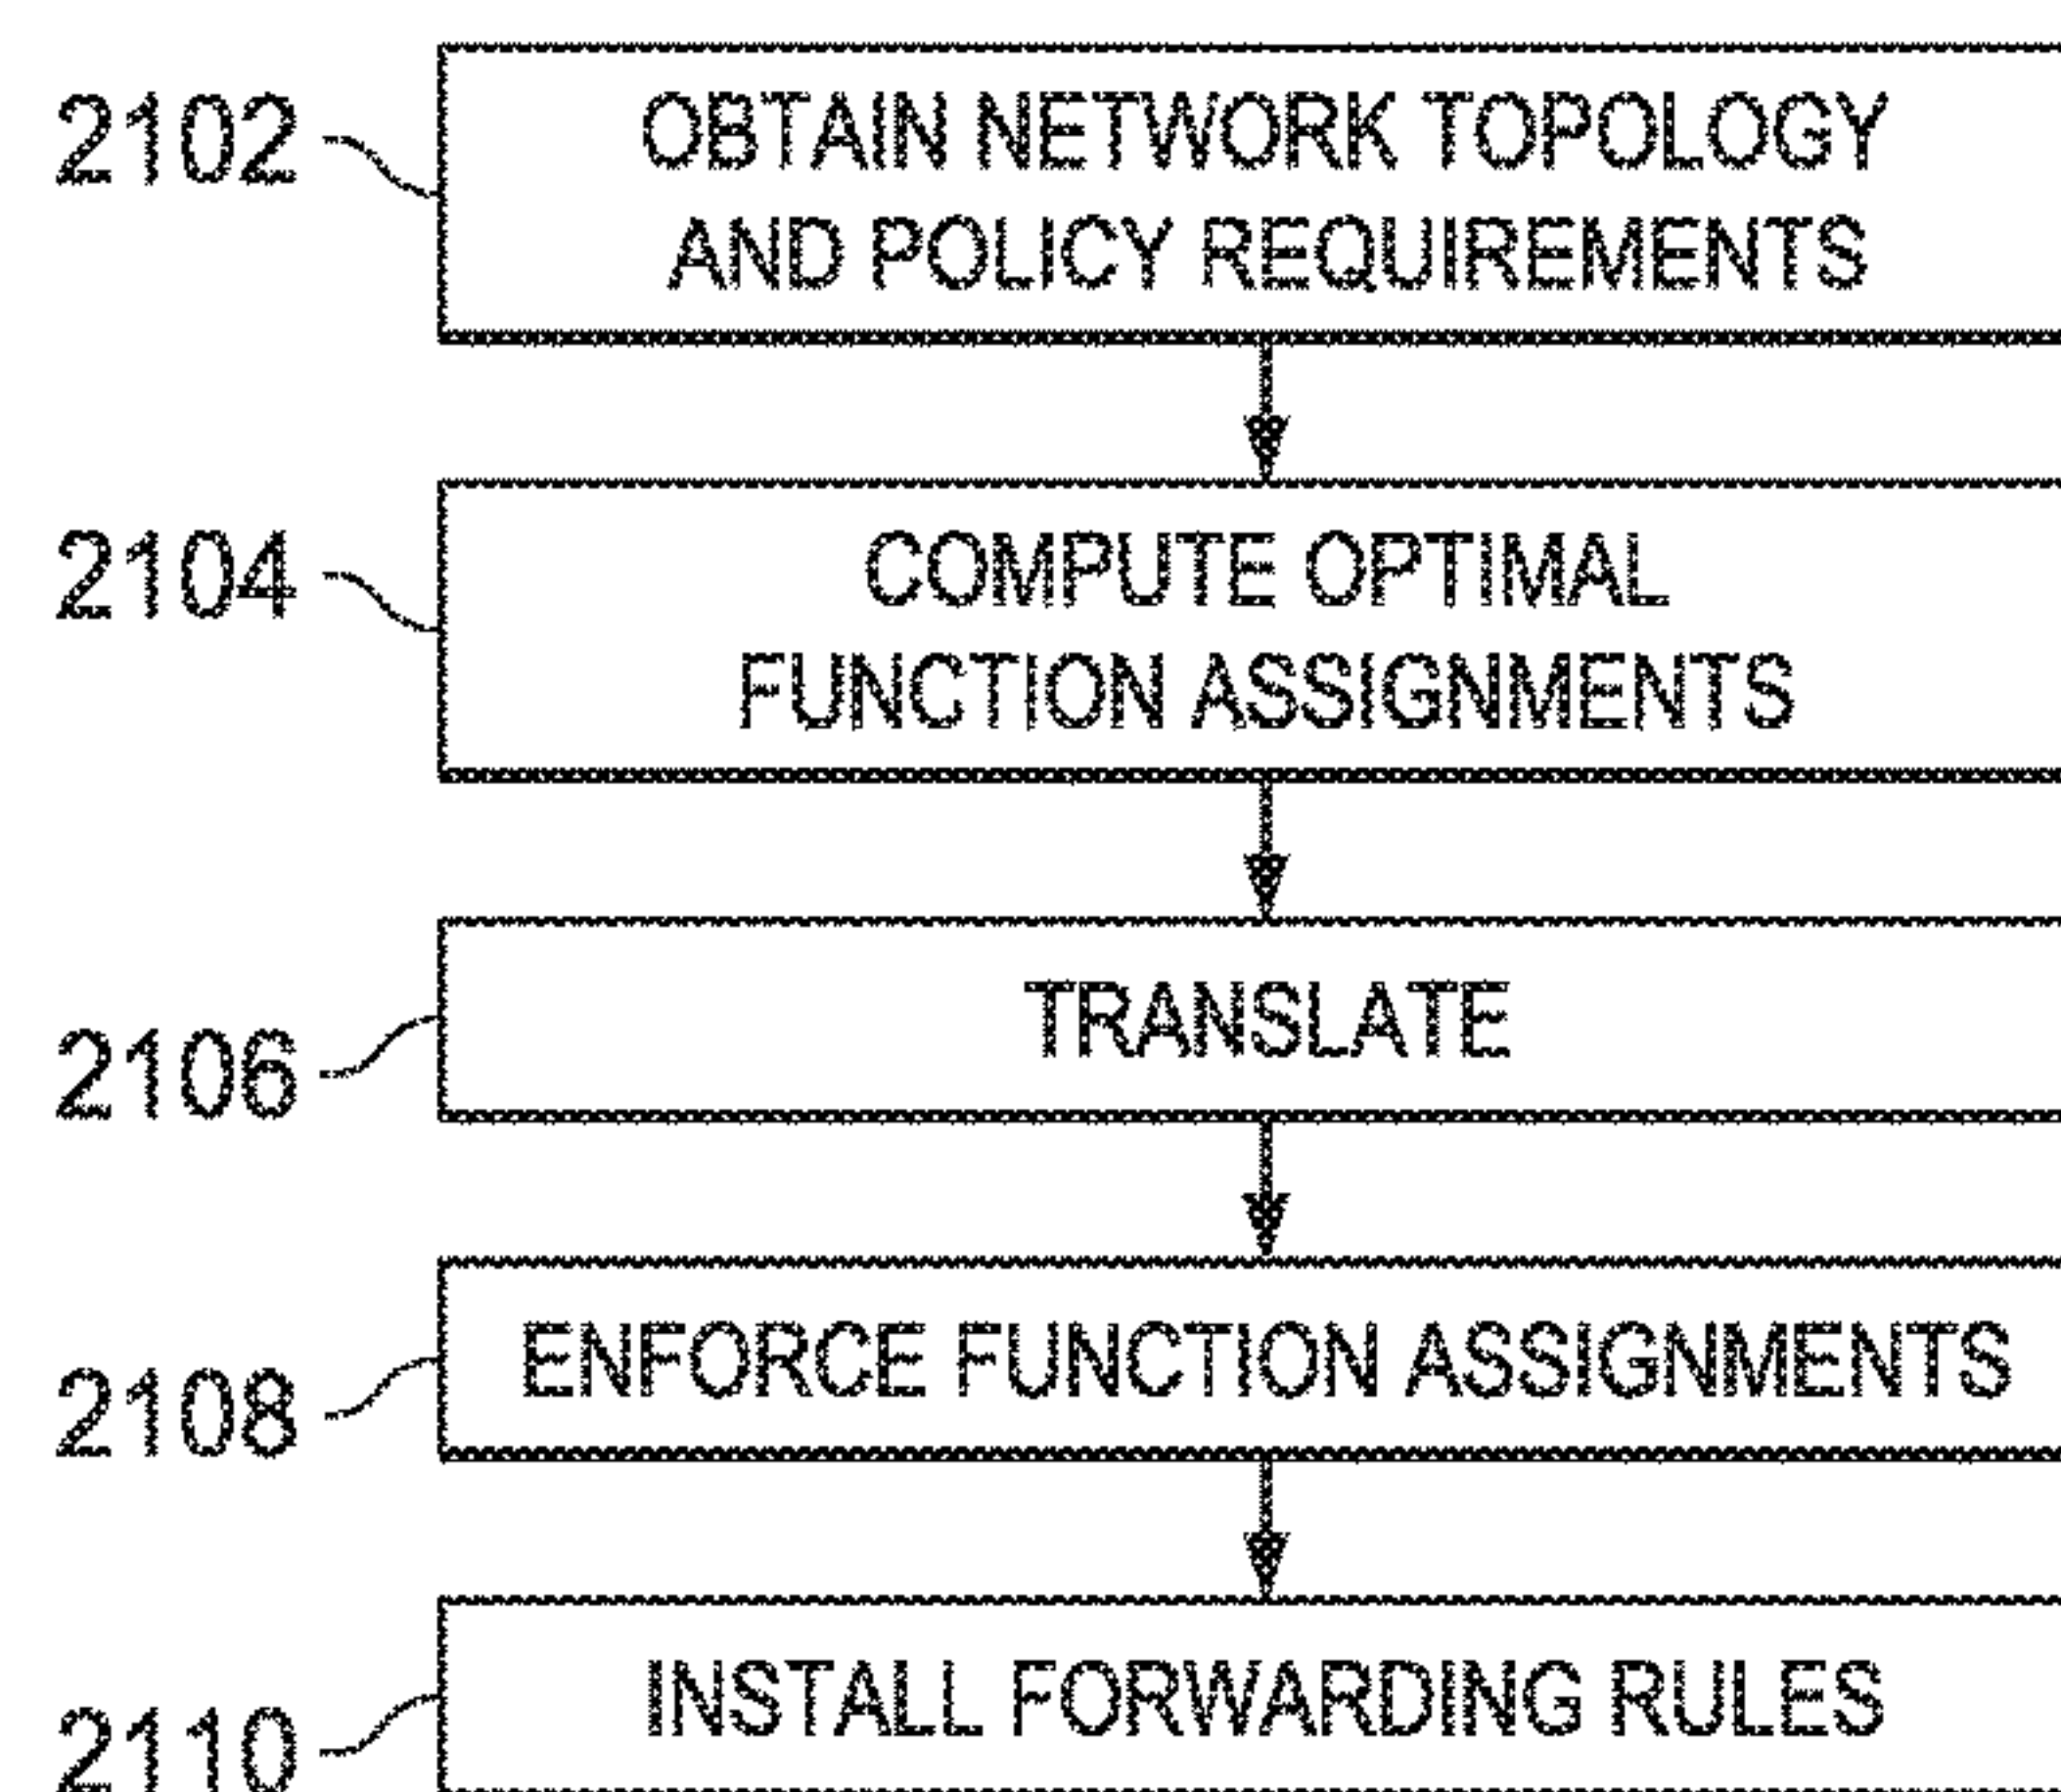 2102
OBTAIN NETWORK TOPOLOGY
AND POLICY REQUIREMENTS
2104
COMPUTE OPTIMAL
FUNCTION ASSIGNMENTS
2106
TRANSLATE
2108
ENFORCE FUNCTION ASSIGNMENTS
2110
INSTALL FORWARDING RULES